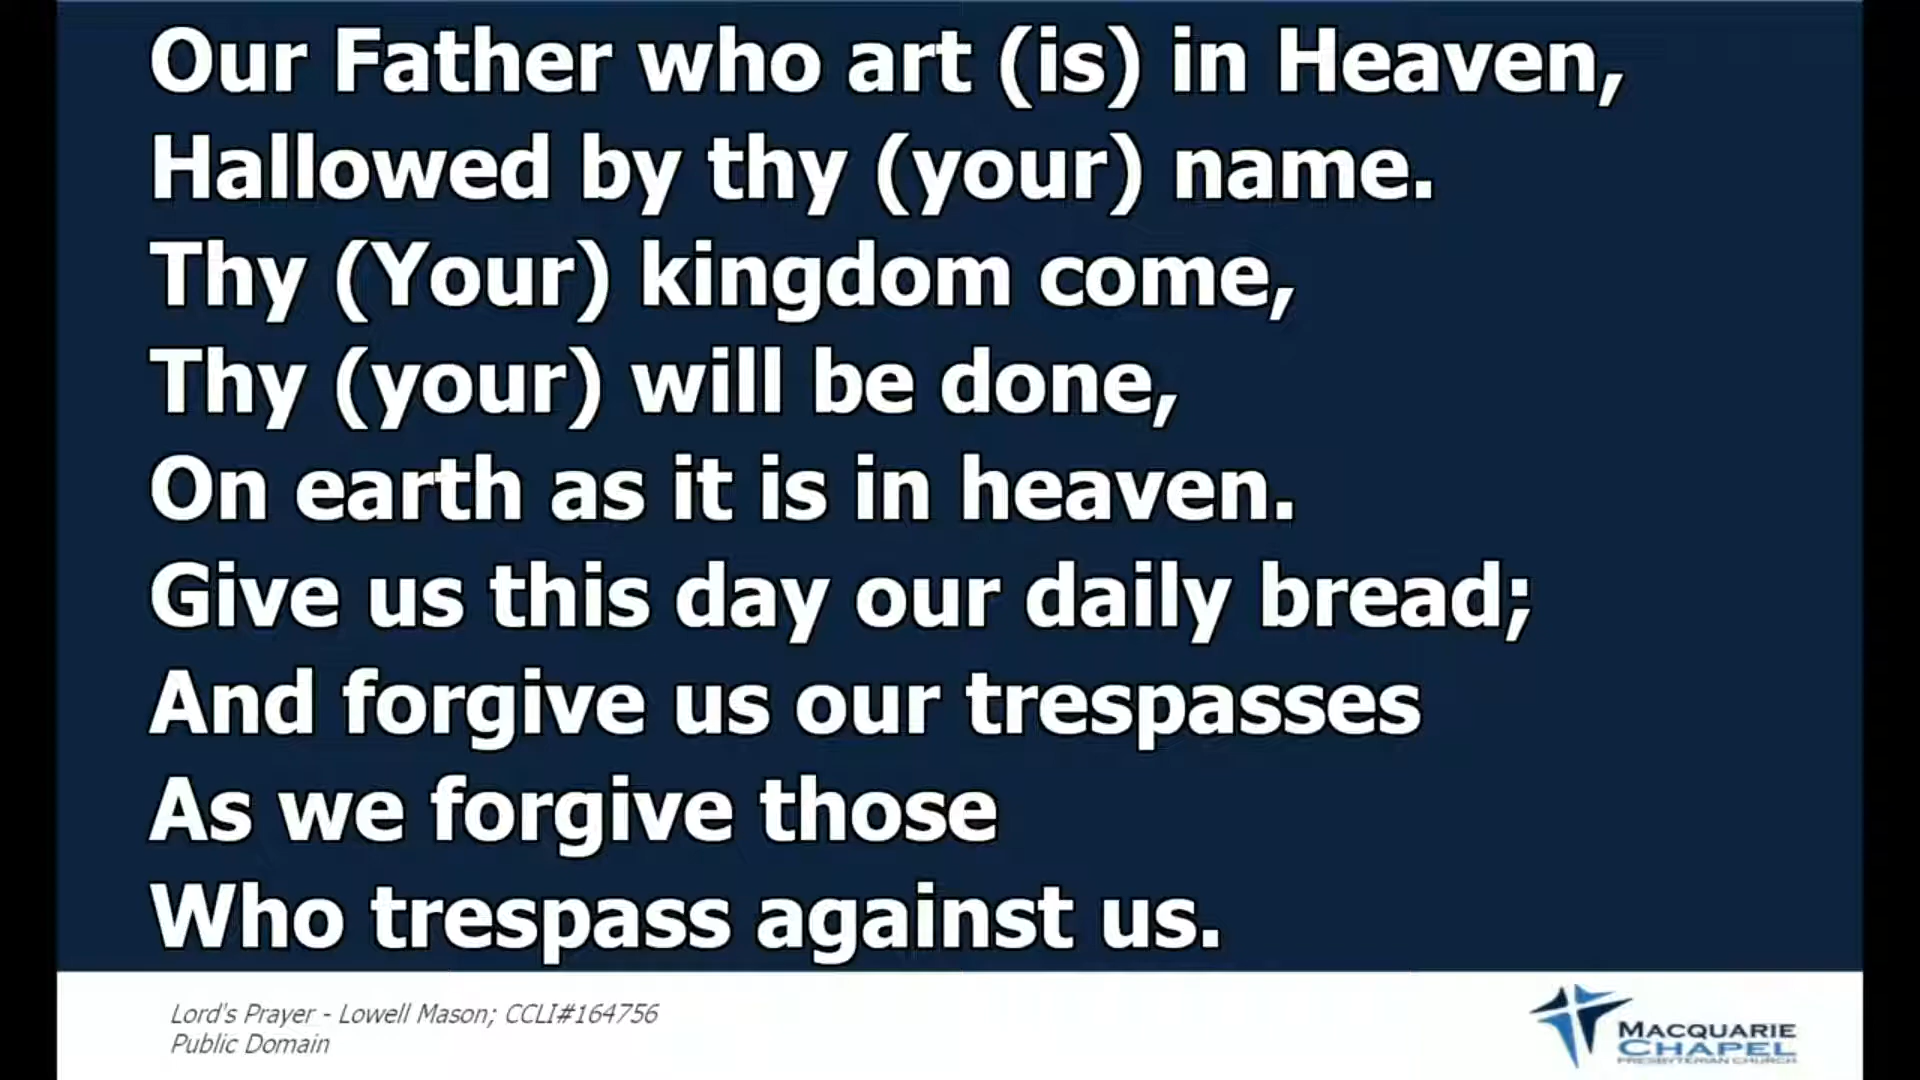 Our Father who art (is) in Heaven,
Hallowed by thy (your) name.
Thy (Your) kingdom come,
Thy (your) will be done,
On earth as it is in heaven.
Give us this day our daily bread;
And forgive us our trespasses
As we forgive those
Who trespass against us.
Lord's Prayer - Lowell Mason; CCLI#164756
Public Domain
MACQUARIE
CHAPEL
PRESBYTERIAN CHURCH